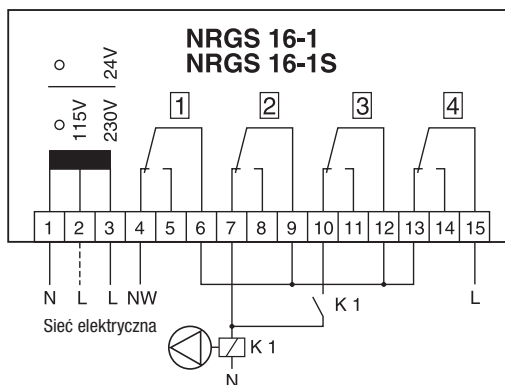 NRGS 16-1
NRGS 16-1S
24V
115V
230V
1 2 3 4
1 2 3 4 5 6 7 8 9 10 11 12 13 14 15
N L L NW L
Sieć elektryczna
K 1
K 1
N